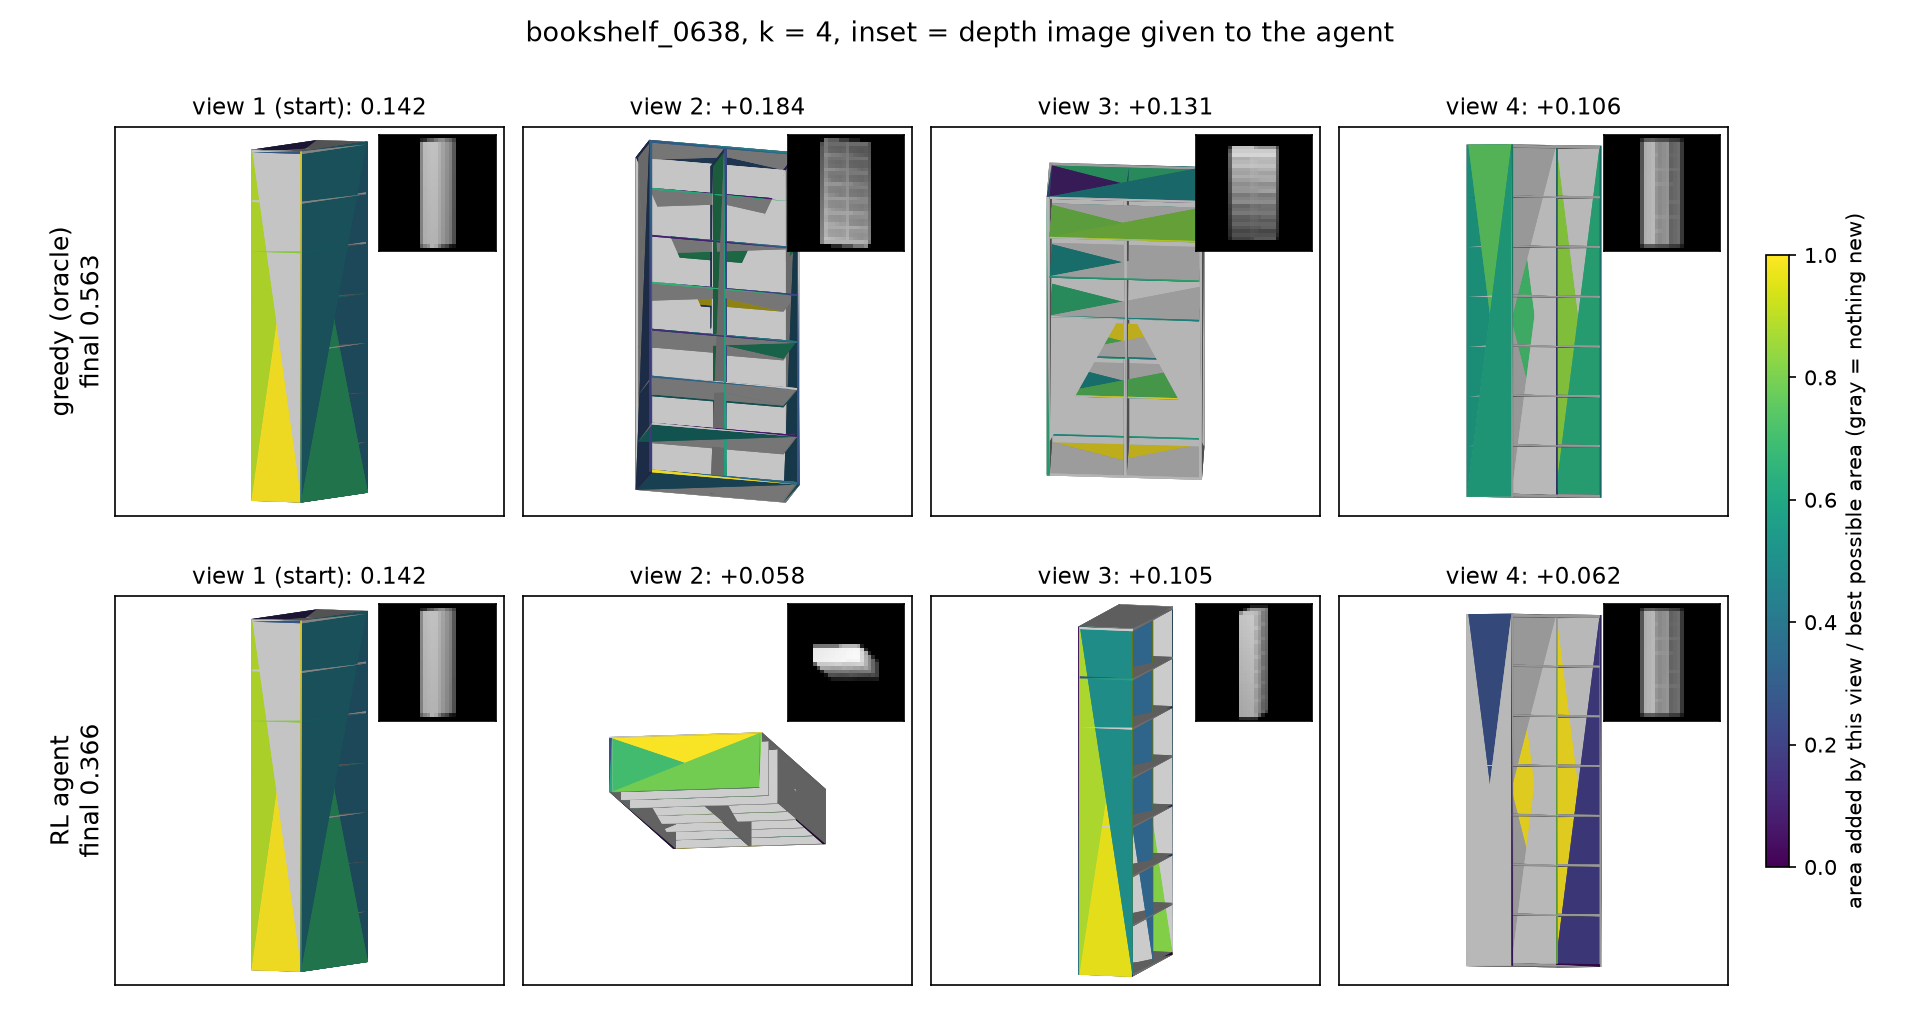 bookshelf_0638, k = 4, inset = depth image given to the agent
greedy (oracle)
final 0.563
view 1 (start): 0.142
view 2: +0.184
view 3: +0.131
view 4: +0.106
RL agent
final 0.366
view 1 (start): 0.142
view 2: +0.058
view 3: +0.105
view 4: +0.062
1.0
0.8
0.6
0.4
0.2
0.0
area added by this view / best possible area (gray = nothing new)